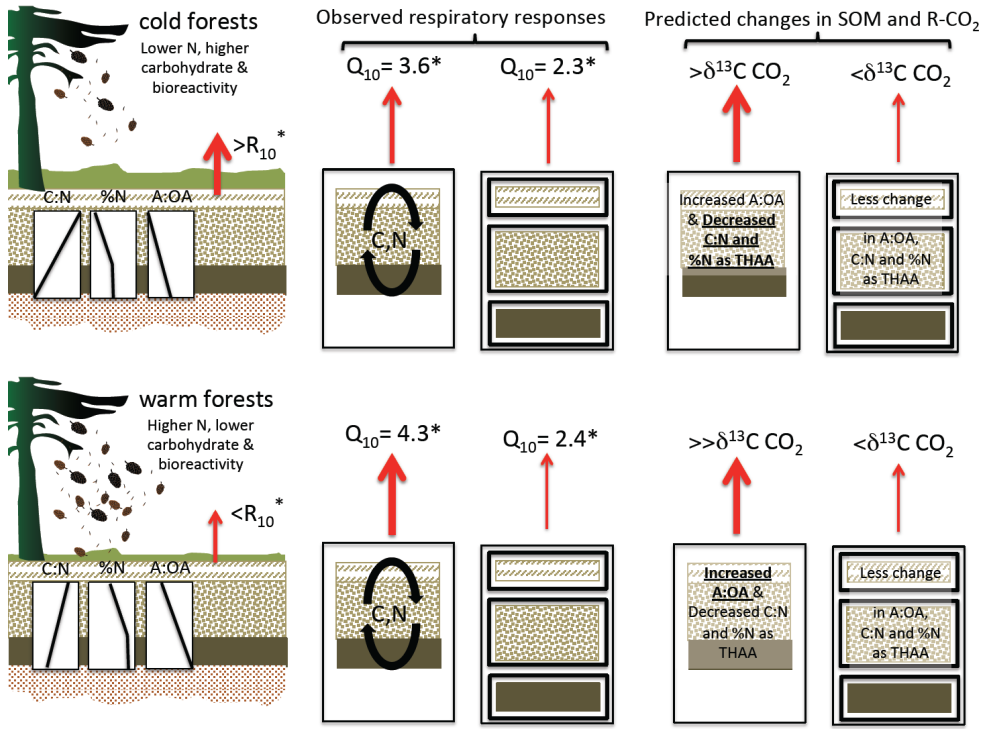 cold forests
Lower N, higher
carbohydrate &
bioreactivity
>R10*
C:N %N A:OA
Observed respiratory responses
Q10= 3.6* Q10= 2.3*
C,N
Predicted changes in SOM and R-CO2
>δ13C CO2 <δ13C CO2
Increased A:OA
& Decreased
C:N and
%N as THAA
Less change
in A:OA,
C:N and %N
as THAA
warm forests
Higher N, lower
carbohydrate &
bioreactivity
<R10*
C:N %N A:OA
Q10= 4.3* Q10= 2.4*
C,N
>>δ13C CO2 <δ13C CO2
Increased
A:OA &
Decreased C:N
and %N as
THAA
Less change
in A:OA,
C:N and %N
as THAA